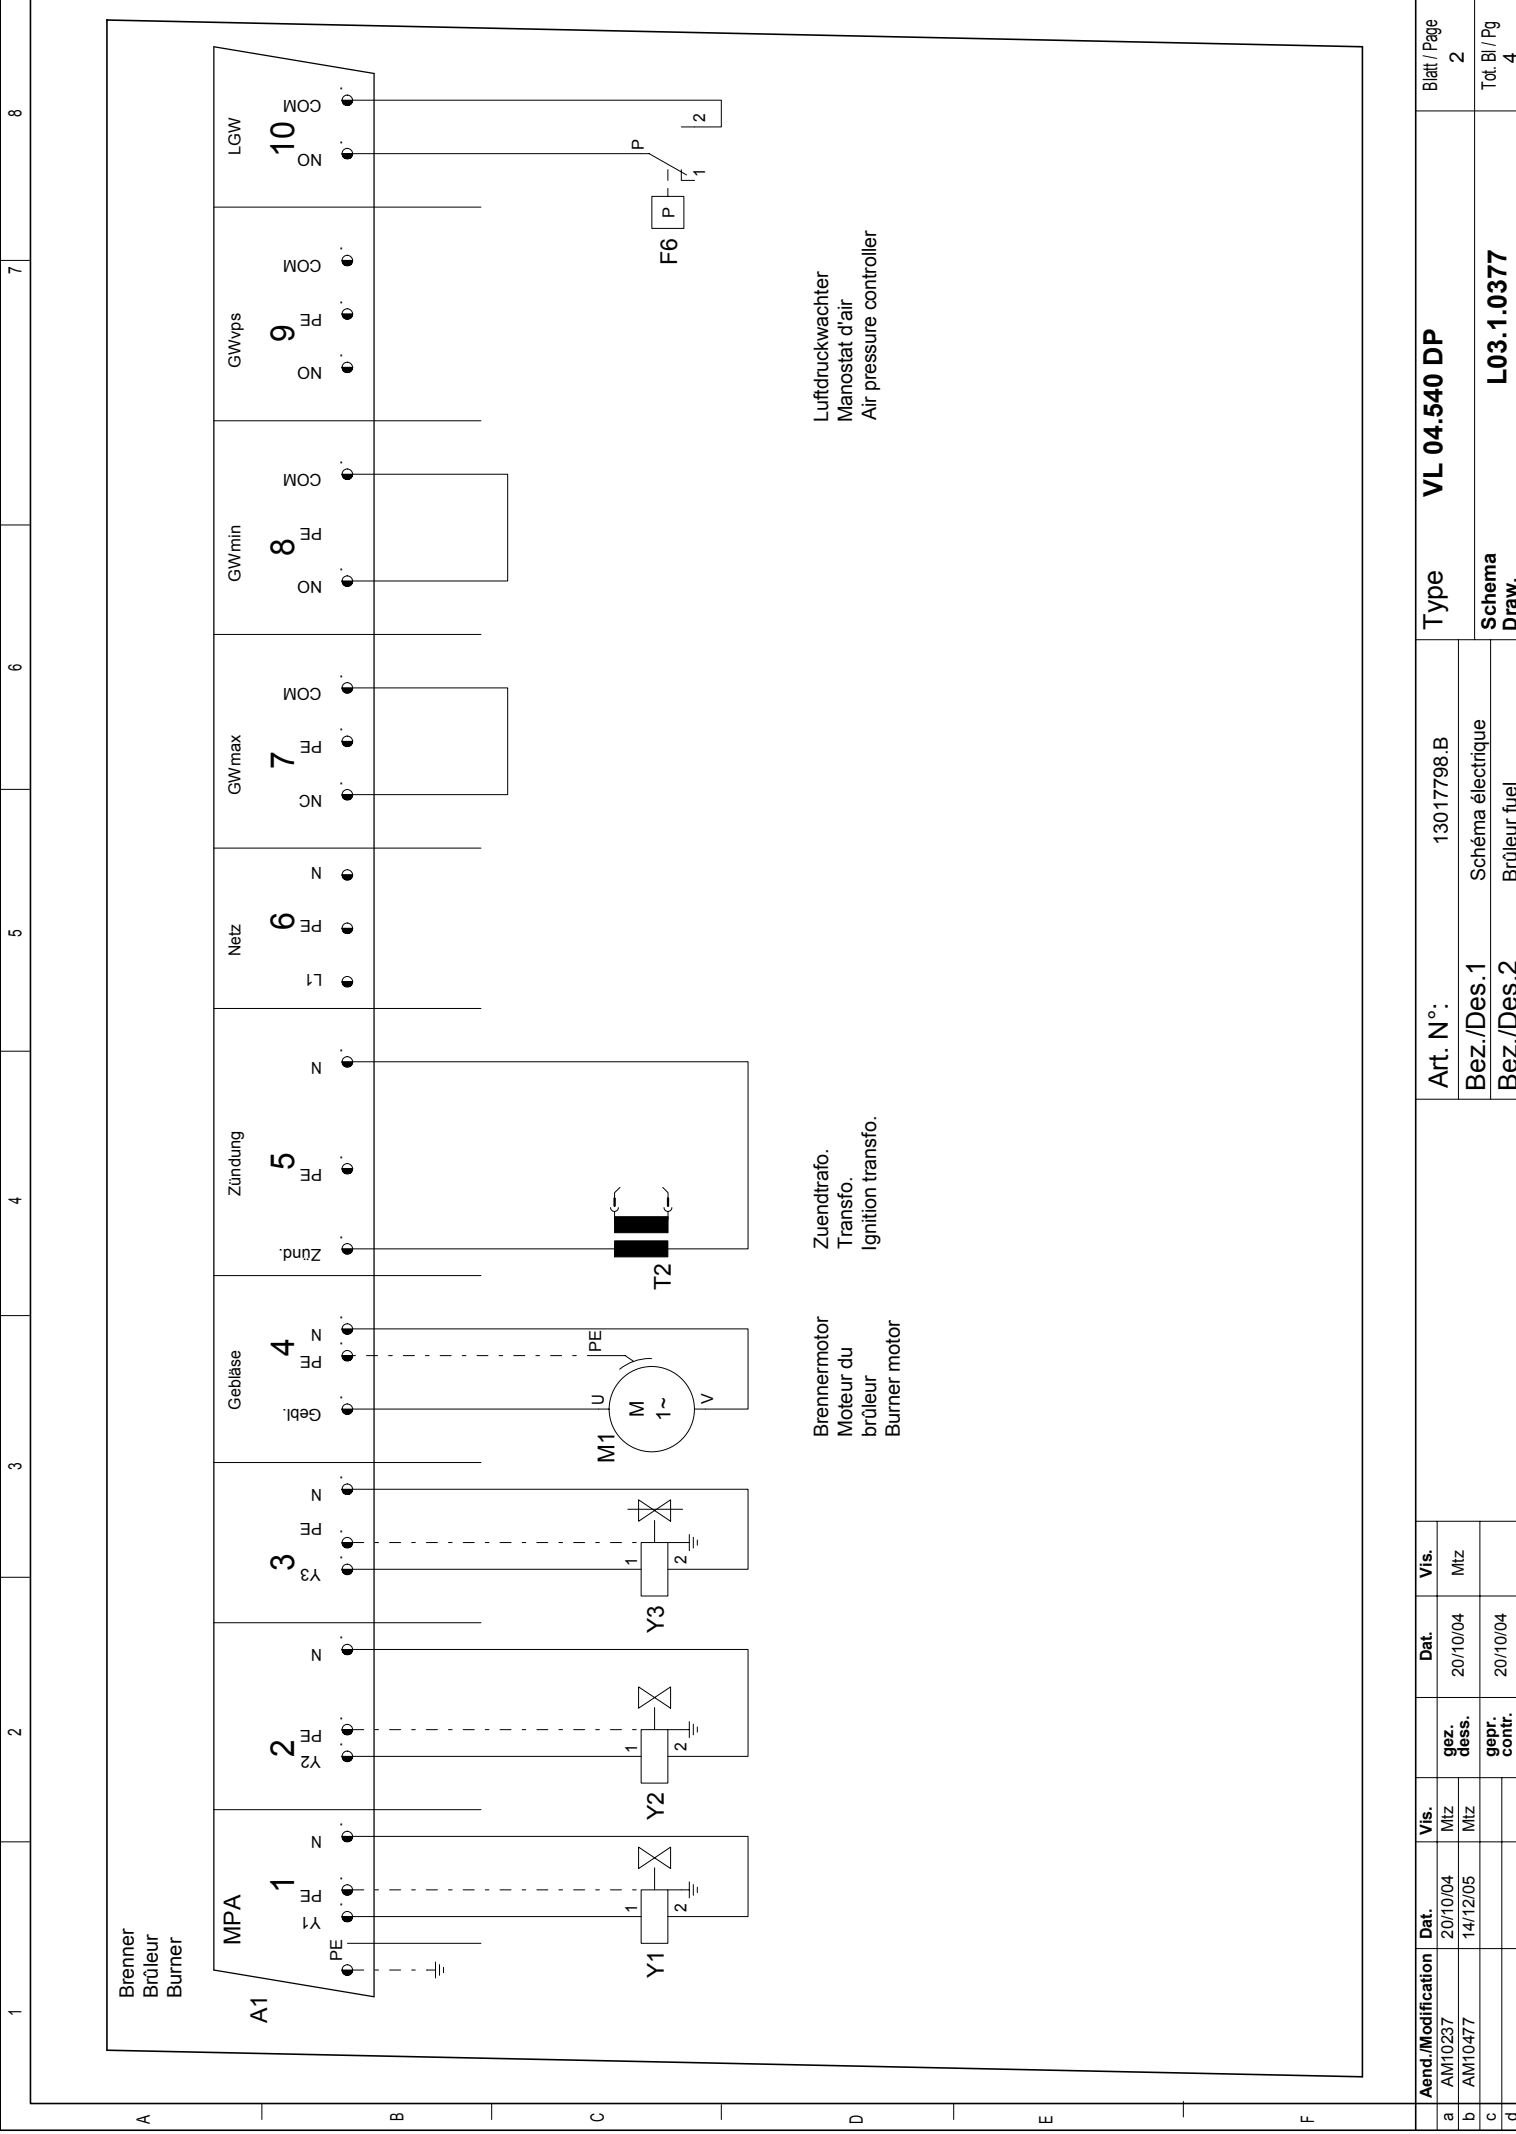 1 2 3 4 5 6 7 8
A
B
C
D
E
F
Brenner
Brûleur
Burner
A1
MPA Gebläse Zündung Netz GWmax GWmin GWvps LGW
1 2 3 4 5 6 7 8 9 10
PE Y1 PE N Y2 PE N Y3 PE N Gebl. PE N Zünd. PE N L1 PE N NC PE COM NO PE COM NO PE COM NO COM
Y1 1 2
Y2 1 2
Y3 1 2
M1 U M 1~ V PE
T2
F6 P P 1 2
Brennermotor
Moteur du
brûleur
Burner motor
Zuendtrafo.
Transfo.
Ignition transfo.
Luftdruckwachter
Manostat d'air
Air pressure controller
Aend./Modification Dat. Vis.
a AM10237 20/10/04 Mtz
b AM10477 14/12/05 Mtz
c
d
Dat. Vis.
gez.
dess. 20/10/04 Mtz
gepr.
contr. 20/10/04
Art. N°: 13017798.B
Bez./Des.1 Schéma électrique
Bez./Des.2 Brûleur fuel
Type VL 04.540 DP
Schema
Draw. L03.1.0377
Blatt / Page
2
Tot. Bl / Pg
4